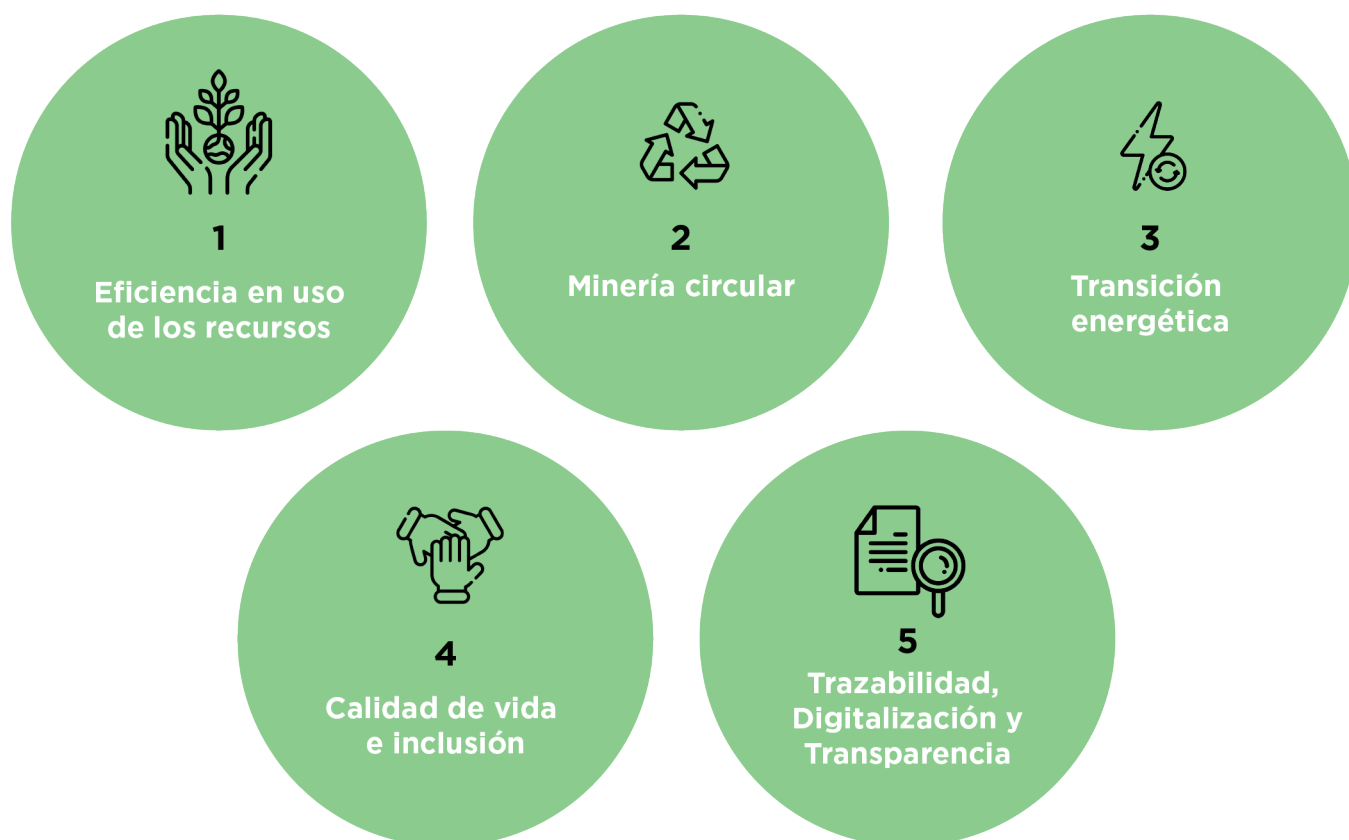 1
Eficiencia en uso
de los recursos
2
Minería circular
3
Transición
energética
4
Calidad de vida
e inclusión
5
Trazabilidad,
Digitalización y
Transparencia